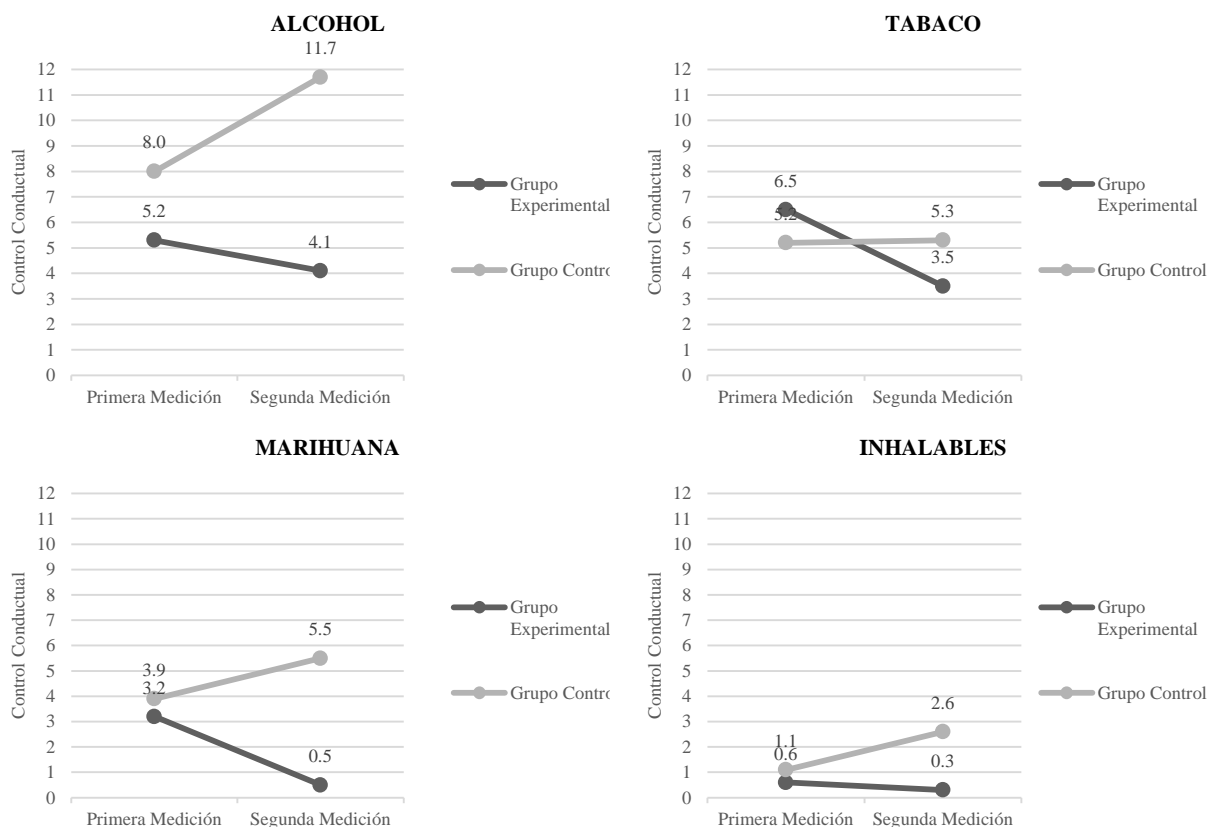 ALCOHOL
11.7
12
11
10
9
8
7
6
5
4
3
2
1
0
Control Conductual
8.0
5.2
4.1
Primera Medición
Segunda Medición
Grupo
Experimental
Grupo Contro
TABACO
12
11
10
9
8
7
6
5
4
3
2
1
0
Control Conductual
6.5
5.2
5.3
3.5
Primera Medición
Segunda Medición
Grupo
Experimental
Grupo Control
MARIHUANA
12
11
10
9
8
7
6
5
4
3
2
1
0
Control Conductual
3.9
3.2
5.5
0.5
Primera Medición
Segunda Medición
Grupo
Experimental
Grupo Contro
INHALABLES
12
11
10
9
8
7
6
5
4
3
2
1
0
Control Conductual
1.1
0.6
2.6
0.3
Primera Medición
Segunda Medición
Grupo
Experimental
Grupo Control